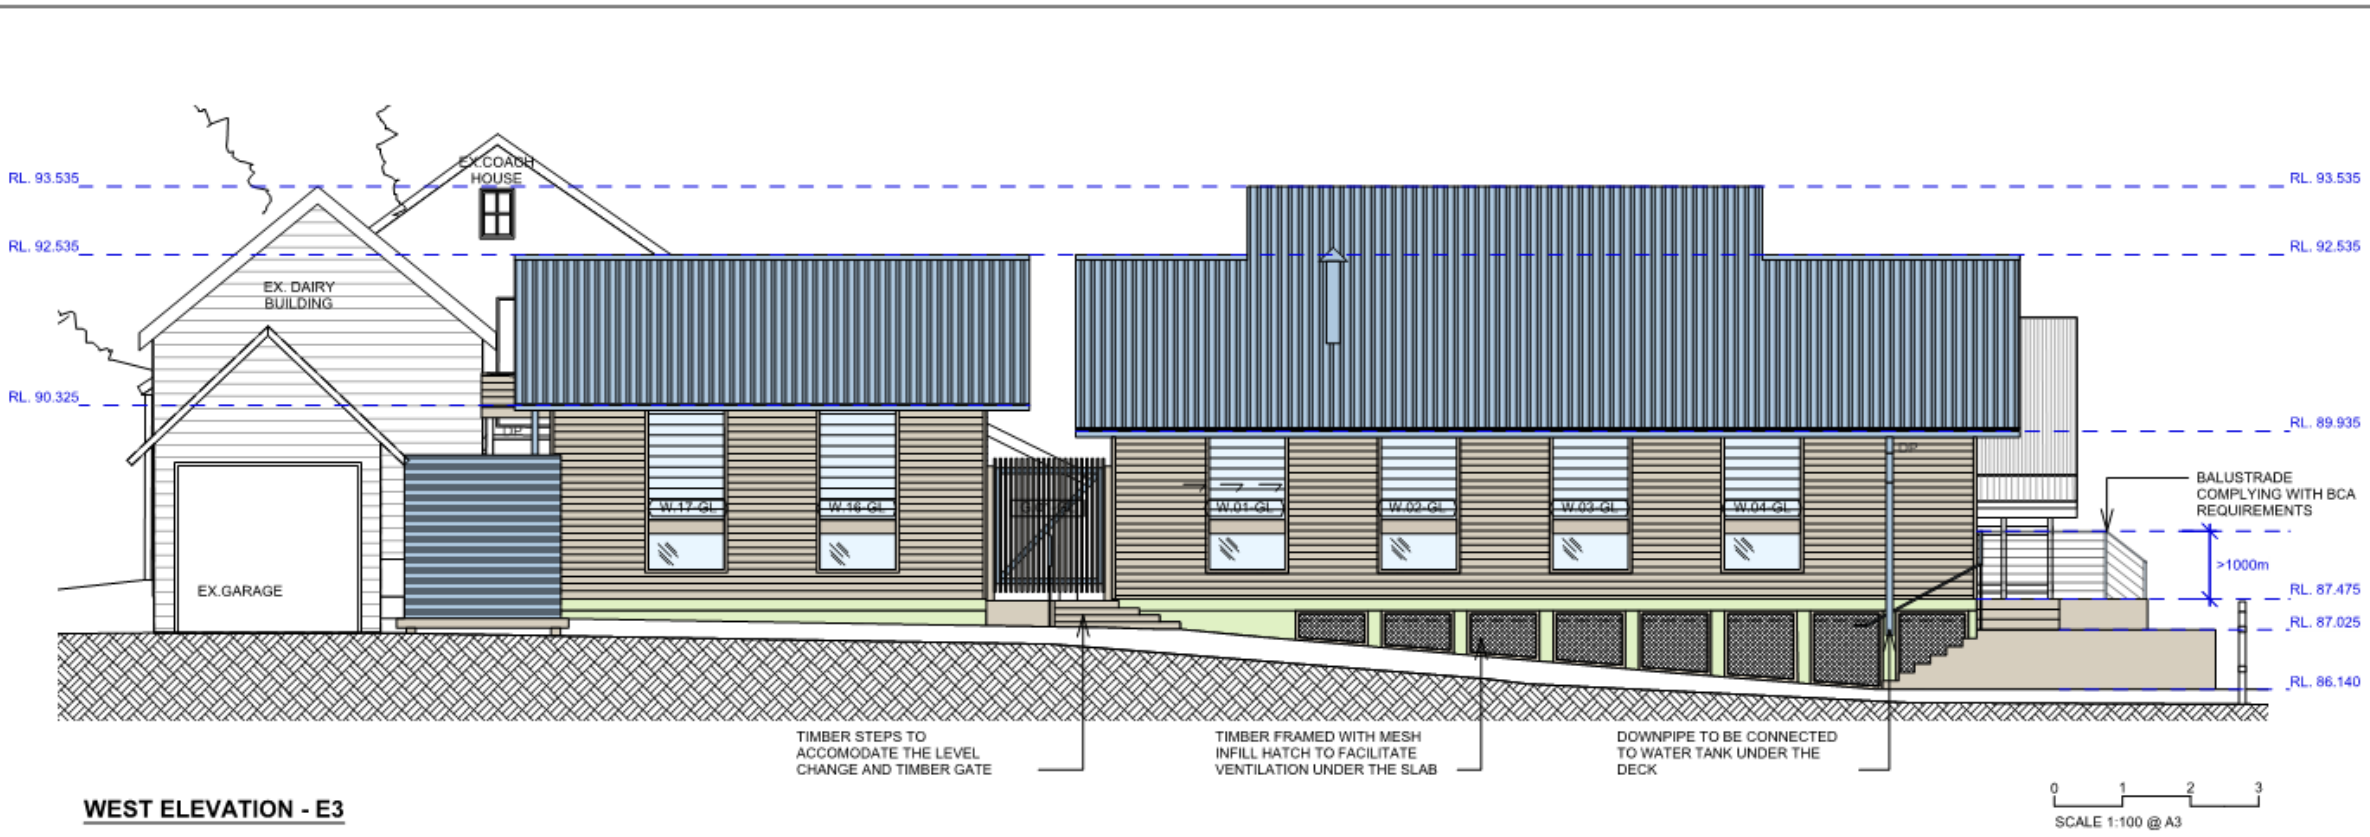 EX.COACH
HOUSE
RL. 93.535
RL. 93.535
RL. 92.535
RL. 92.535
EX. DAIRY
BUILDING
RL. 90.325
RL. 89.935
DP
DP
BALUSTRADE
COMPLYING WITH BCA
REQUIREMENTS
W.17-GL
W.16-GL
W.01-GL
W.02-GL
W.03-GL
W.04-GL
>1000m
EX.GARAGE
RL. 87.475
RL. 87.025
RL. 86.140
TIMBER STEPS TO
ACCOMODATE THE LEVEL
CHANGE AND TIMBER GATE
TIMBER FRAMED WITH MESH
INFILL HATCH TO FACILITATE
VENTILATION UNDER THE SLAB
DOWNPIPE TO BE CONNECTED
TO WATER TANK UNDER THE
DECK
WEST ELEVATION - E3
0 1 2 3
SCALE 1:100 @ A3